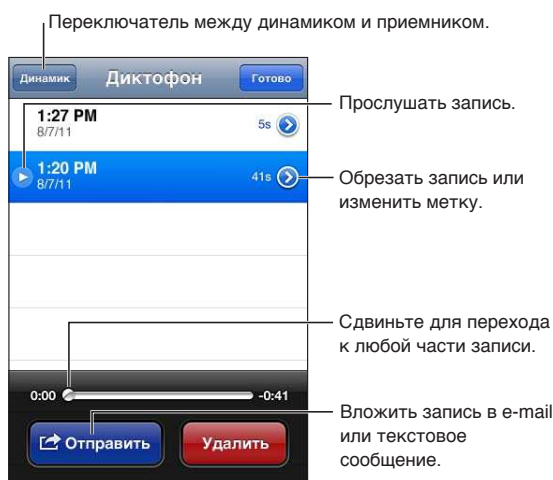 Переключатель между динамиком и приемником.
Динамик
Диктофон
Готово
1:27 PM
8/7/11
5s
Прослушать запись.
1:20 PM
8/7/11
41s
Обрезать запись или
изменить метку.
Сдвиньте для перехода
к любой части записи.
0:00
-0:41
Отправить
Удалить
Вложить запись в e-mail
или текстовое
сообщение.